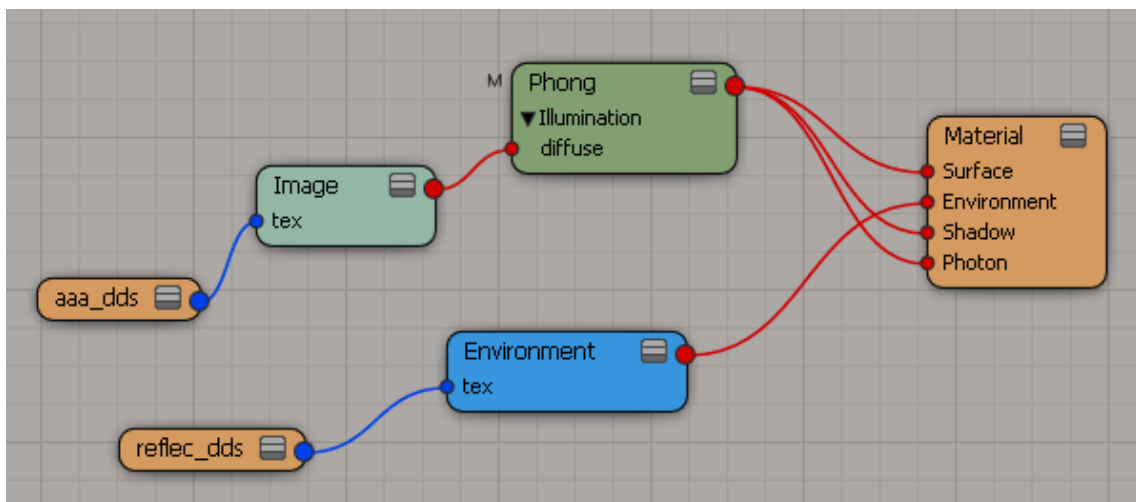 M
Phong
Illumination
diffuse
Material
Surface
Environment
Shadow
Photon
Image
tex
aaa_dds
Environment
tex
reflec_dds